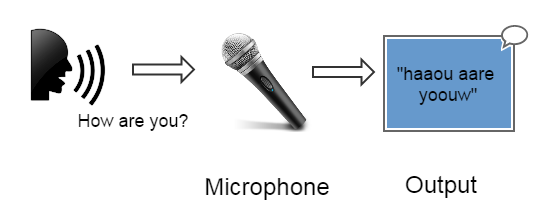 How are you?
"haaou aare
yoouw"
Microphone
Output